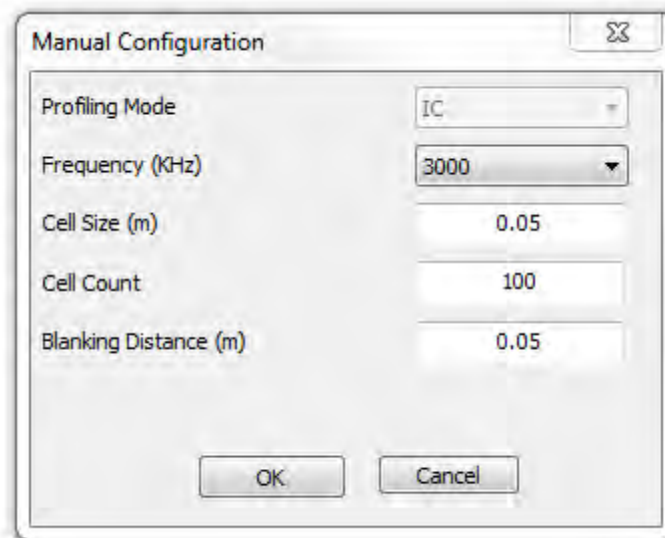 Manual Configuration
Profiling Mode IC
Frequency (KHz) 3000
Cell Size (m) 0.05
Cell Count 100
Blanking Distance (m) 0.05
OK Cancel